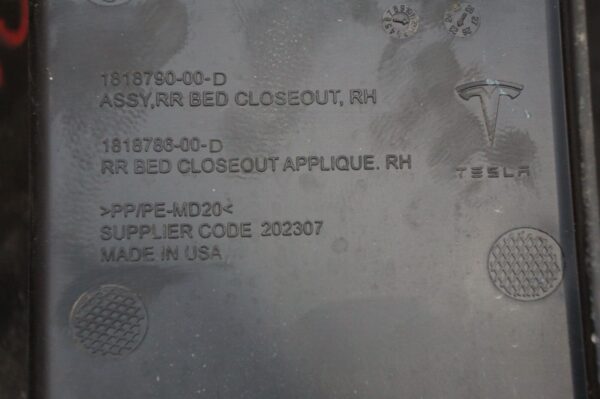 1818790-00-D
ASSY,RR BED CLOSEOUT, RH
1818786-00-D
RR BED CLOSEOUT APPLIQUE. RH
TESLA
>PP/PE-MD20<
SUPPLIER CODE 202307
MADE IN USA